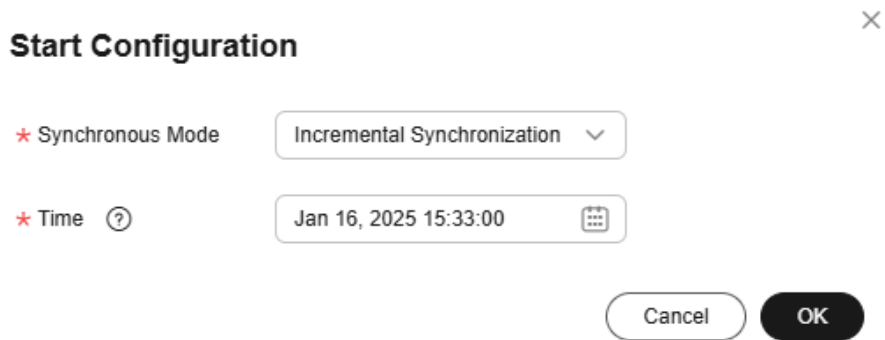 Start Configuration
* Synchronous Mode Incremental Synchronization
* Time ? Jan 16, 2025 15:33:00
Cancel OK